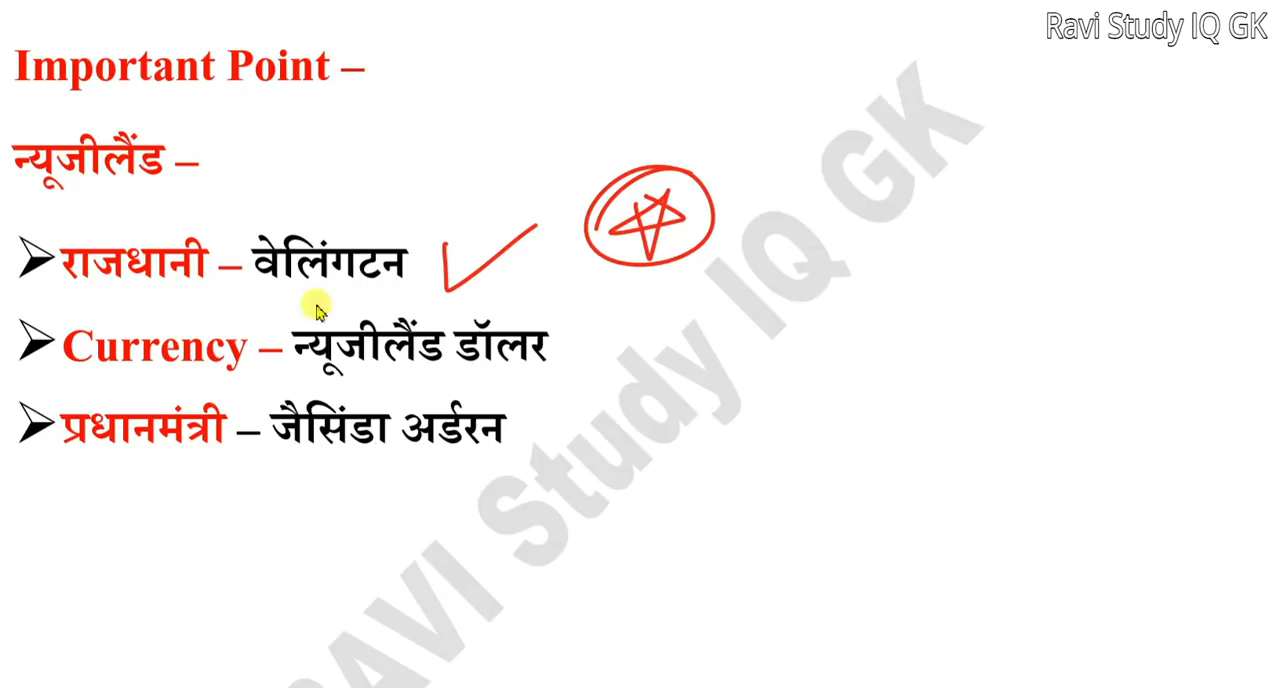 Ravi Study IQ GK
Important Point –
न्यूजीलैंड –
राजधानी – वेलिंगटन
Currency – न्यूजीलैंड डॉलर
प्रधानमंत्री – जैसिंडा अर्डरन
RAVI Study IQ GK